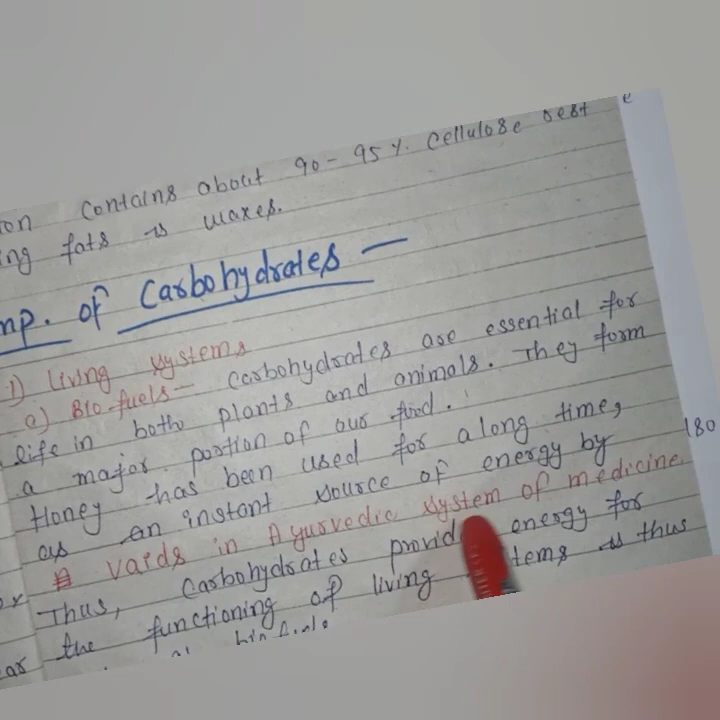 on contains about 90-95%. Cellulose rest
ing fats & waxes.
mp. of Carbohydrates —
1) living systems
a) Bio-fuels— Carbohydrates are essential for
life in both plants and animals. They form
a major portion of our food.
Honey has been used for a long time,
as an instant source of energy by
vaids in Ayurvedic system of medicine
180
Thus, Carbohydrates provid energy for
the functioning of living tems & thus